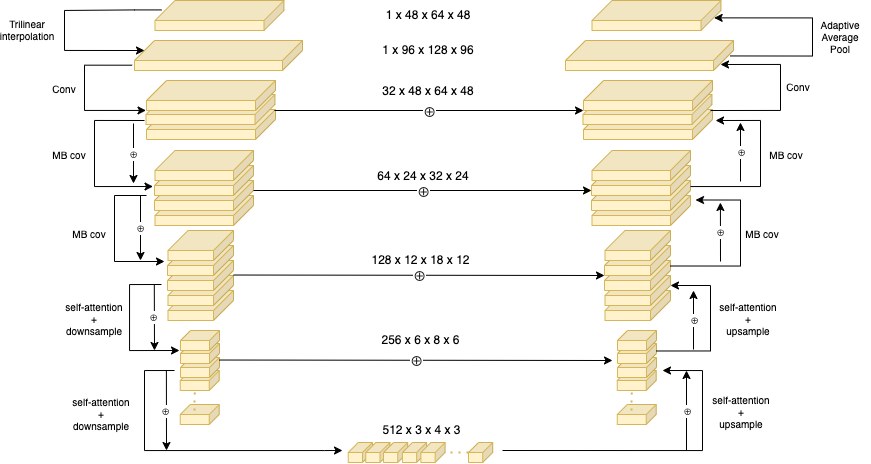 Trilinear
interpolation
1 x 48 x 64 x 48
Adaptive
Average
Pool
1 x 96 x 128 x 96
Conv
32 x 48 x 64 x 48
Conv
MB cov
MB cov
64 x 24 x 32 x 24
MB cov
MB cov
128 x 12 x 18 x 12
self-attention
+
downsample
self-attention
+
upsample
256 x 6 x 8 x 6
self-attention
+
downsample
self-attention
+
upsample
512 x 3 x 4 x 3